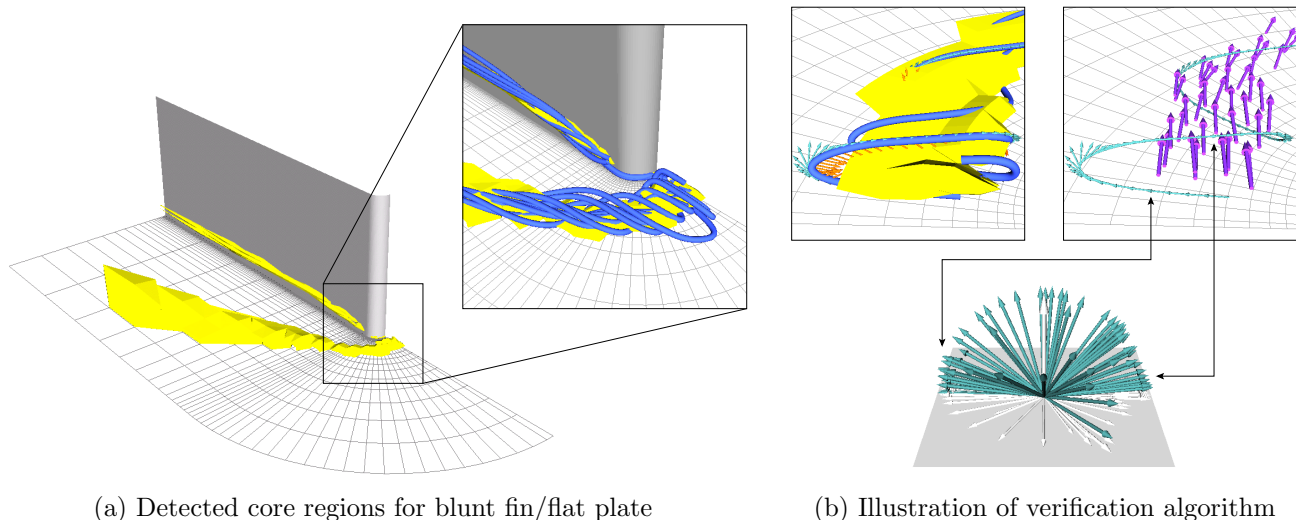 (a) Detected core regions for blunt fin/flat plate
(b) Illustration of verification algorithm